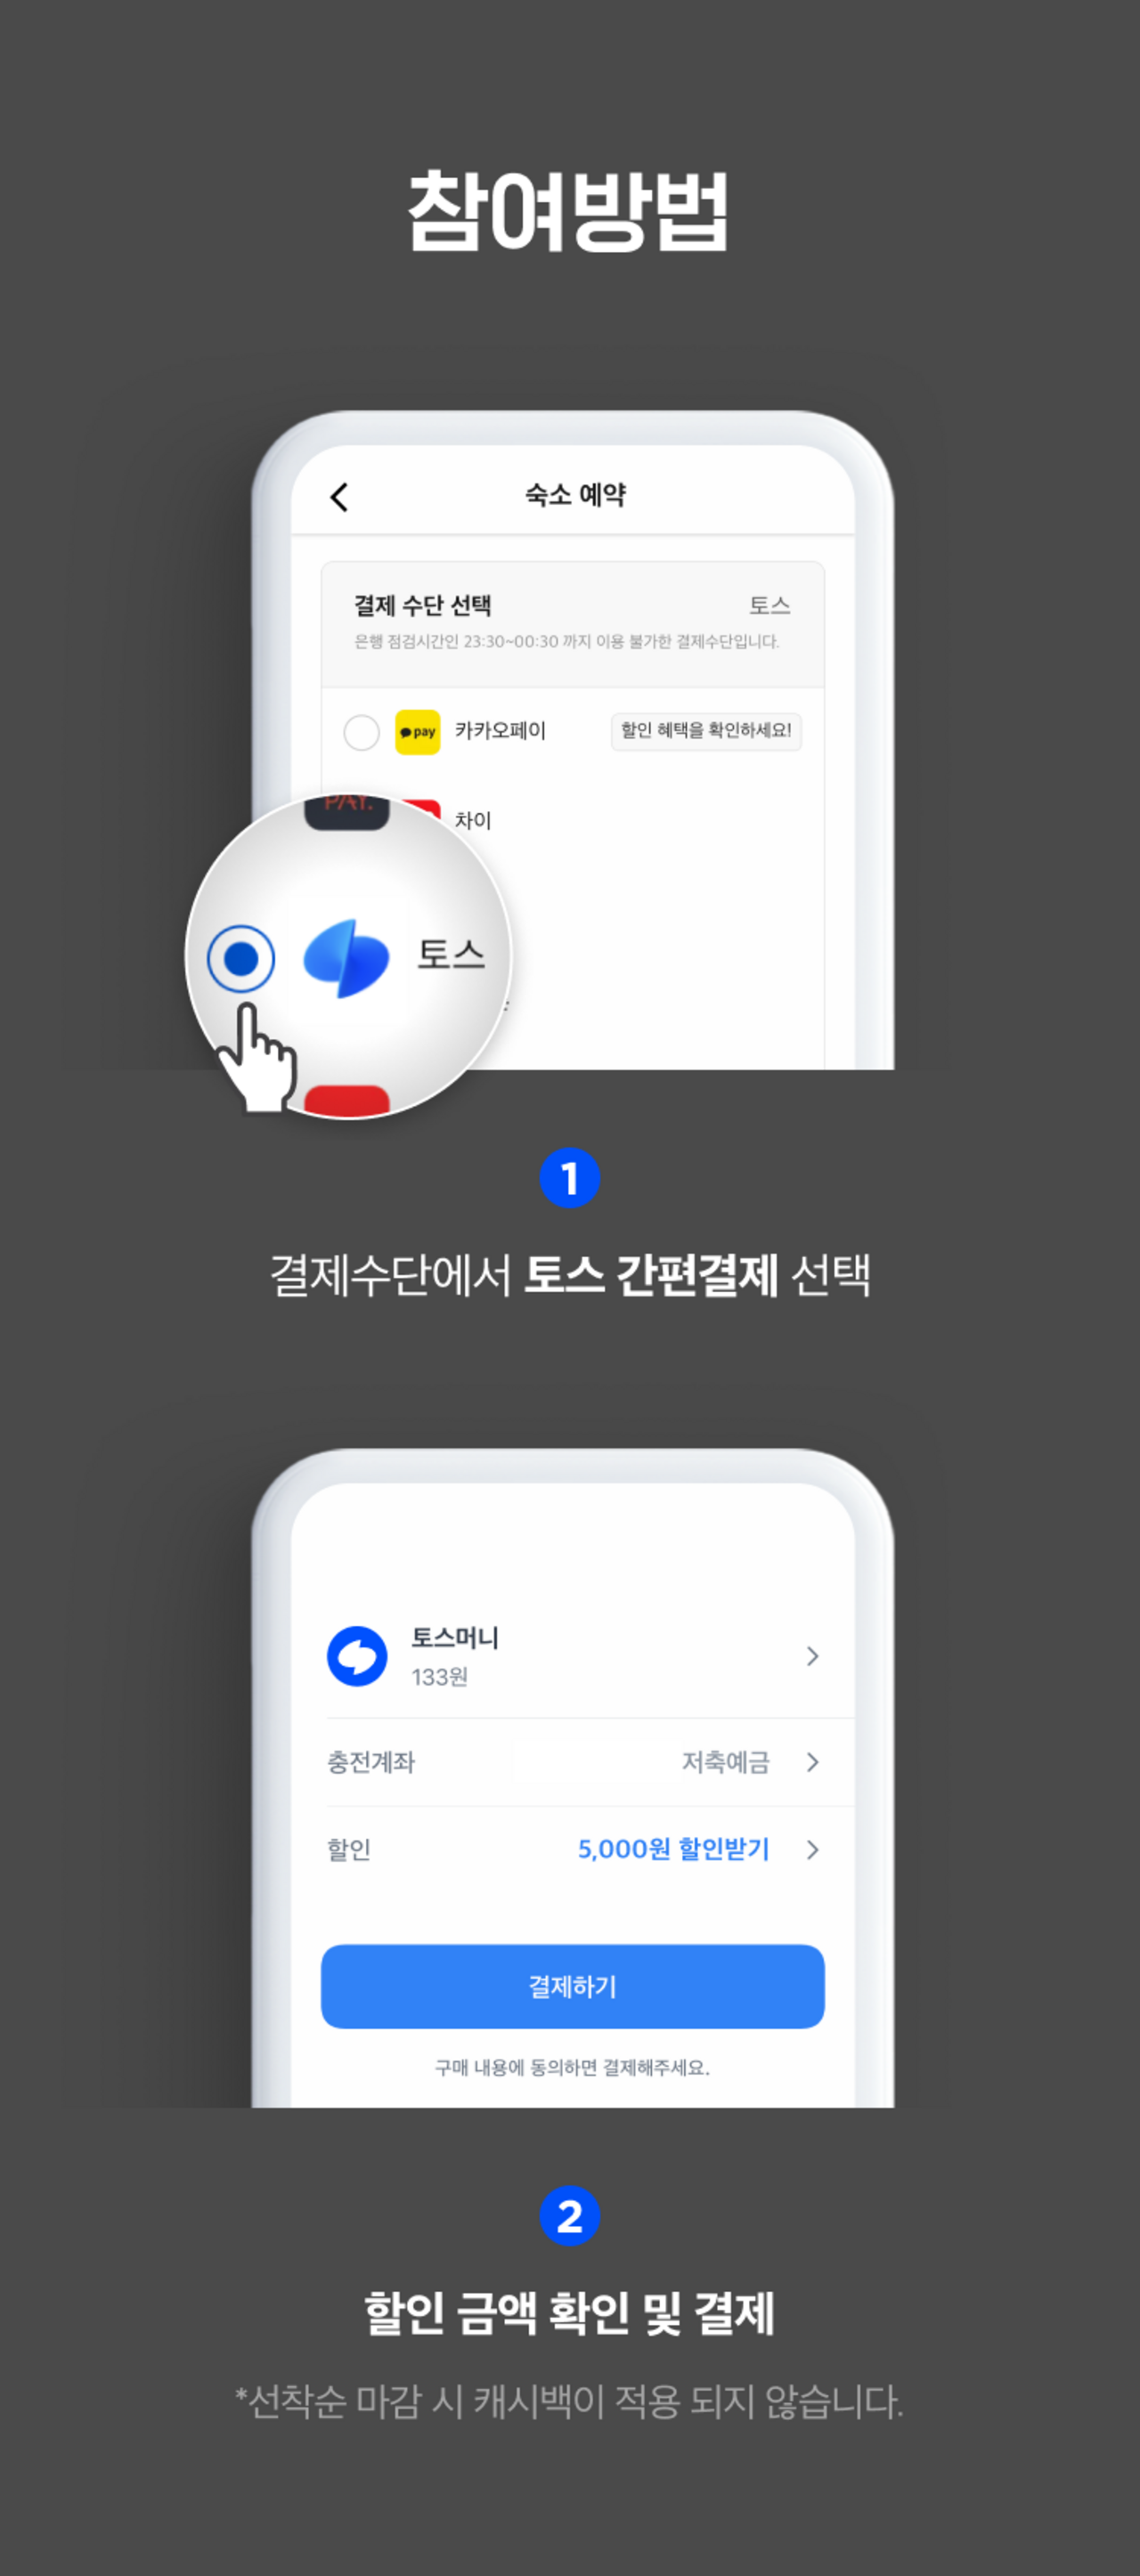 참여방법
숙소 예약
결제 수단 선택 토스
은행 점검시간인 23:30~00:30 까지 이용 불가한 결제수단입니다.
pay 카카오페이 할인 혜택을 확인하세요!
PAY. 차이
토스
1
결제수단에서 토스 간편결제 선택
토스머니
133원
충전계좌 저축예금
할인 5,000원 할인받기
결제하기
구매 내용에 동의하면 결제해주세요.
2
할인 금액 확인 및 결제
*선착순 마감 시 캐시백이 적용 되지 않습니다.